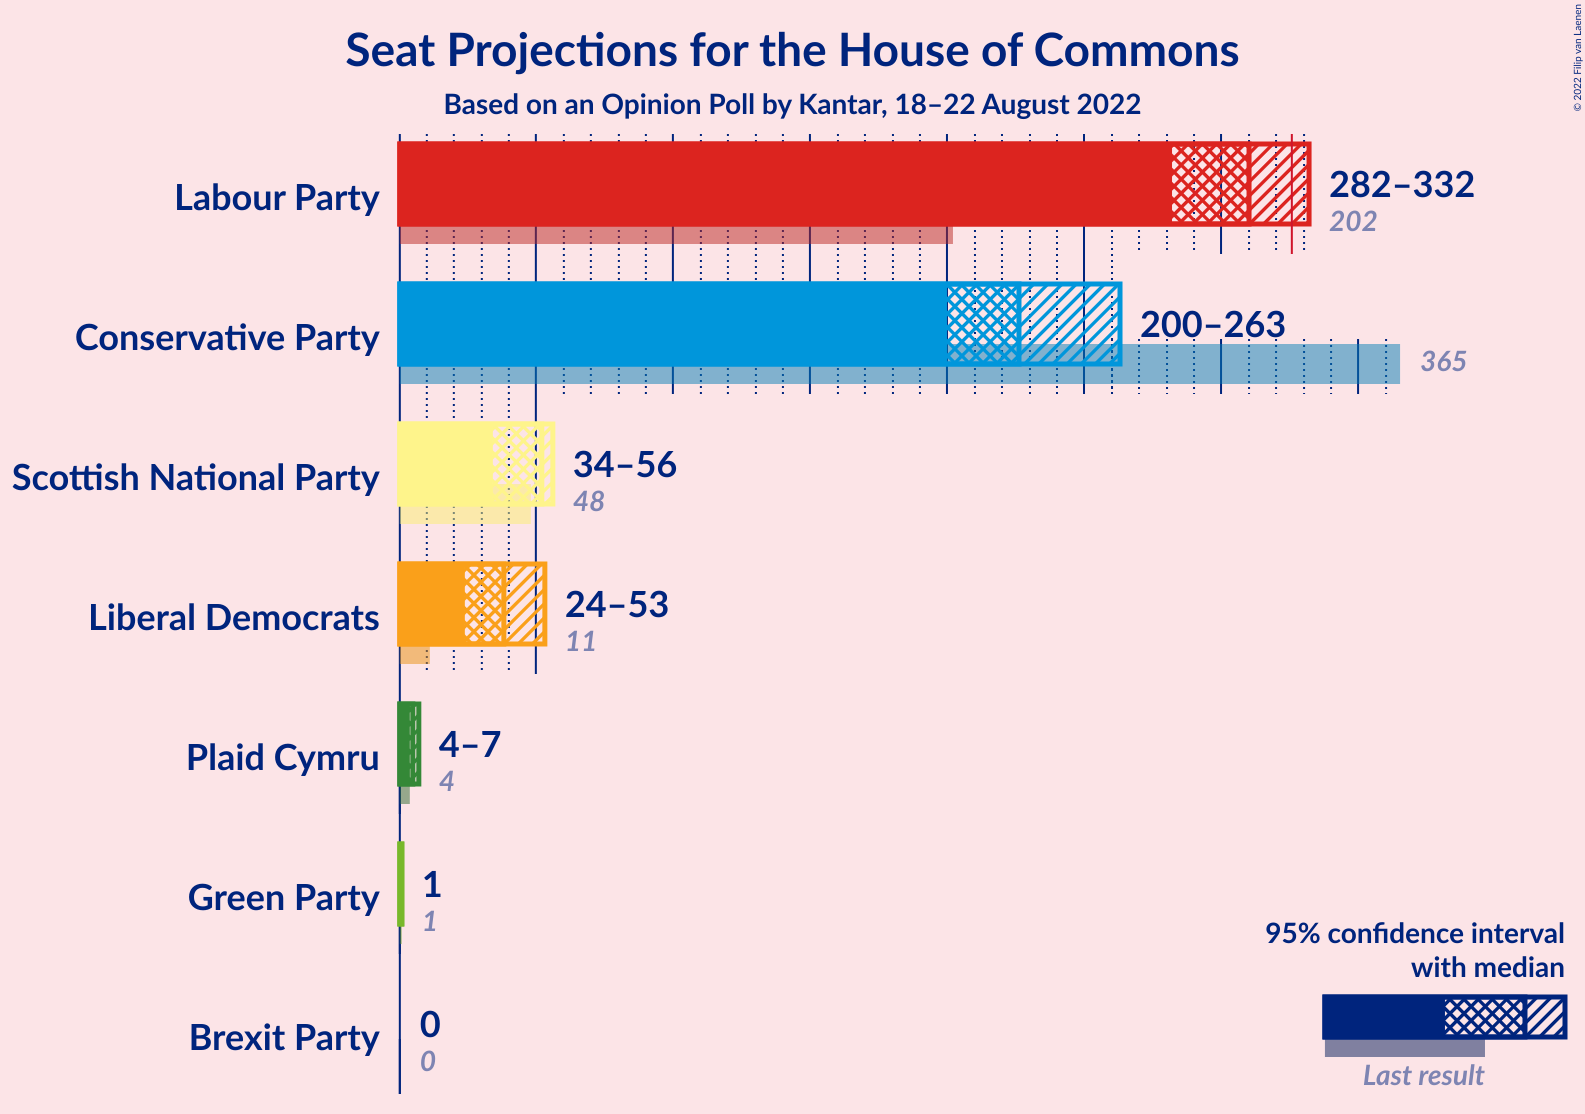 Seat Projections for the House of Commons
Based on an Opinion Poll by Kantar, 18–22 August 2022
© 2022 Filip van Laenen
Labour Party
282–332
202
Conservative Party
200–263
365
Scottish National Party
34–56
48
Liberal Democrats
24–53
11
Plaid Cymru
4–7
4
Green Party
1
1
Brexit Party
0
0
95% confidence interval
with median
Last result